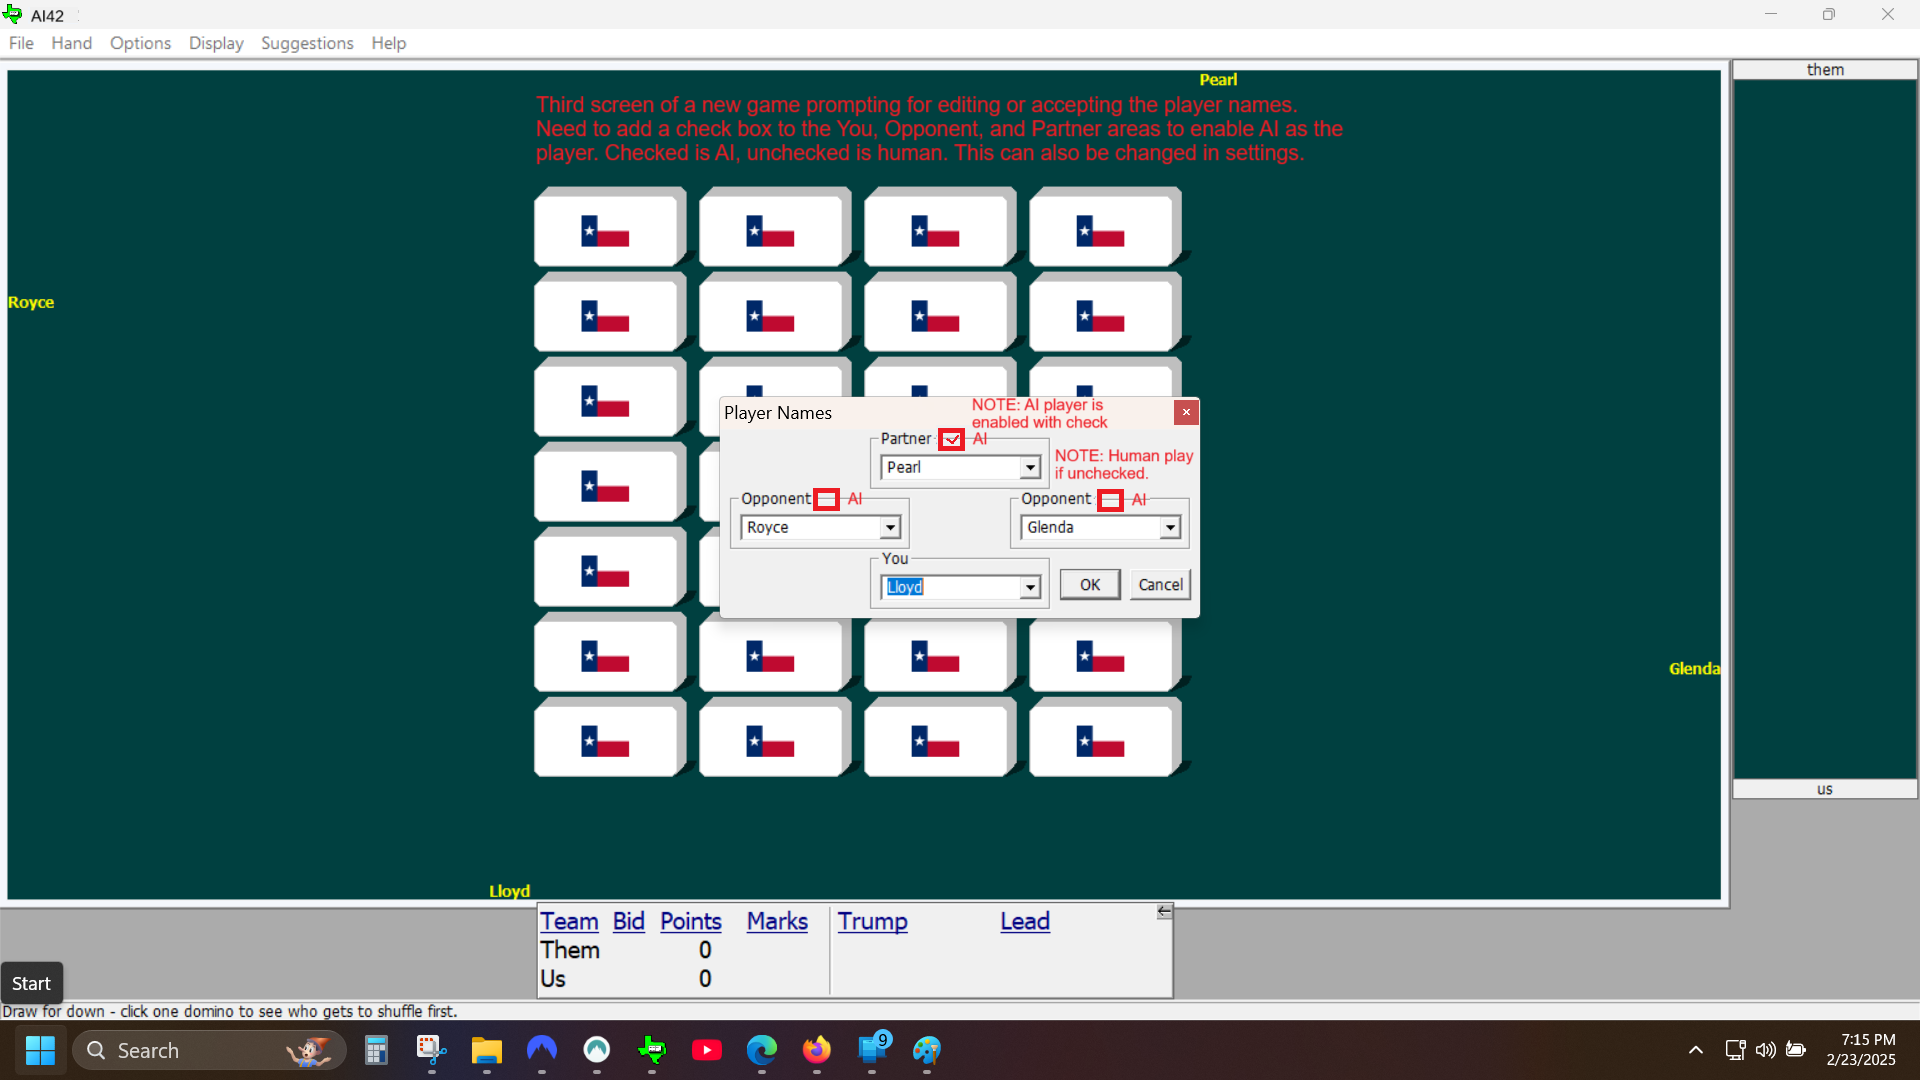 AI42
File Hand Options Display Suggestions Help
them
Pearl
Third screen of a new game prompting for editing or accepting the player names.
Need to add a check box to the You, Opponent, and Partner areas to enable AI as the
player. Checked is AI, unchecked is human. This can also be changed in settings.
Royce
Player Names
NOTE: AI player is
enabled with check
Partner AI
NOTE: Human play
if unchecked.
Pearl
Opponent AI
Opponent AI
Royce
Glenda
You
Lloyd
OK Cancel
Glenda
us
Lloyd
Team Bid Points Marks Trump Lead
Them 0
Us 0
Start
Draw for down - click one domino to see who gets to shuffle first.
Search
9
7:15 PM
2/23/2025